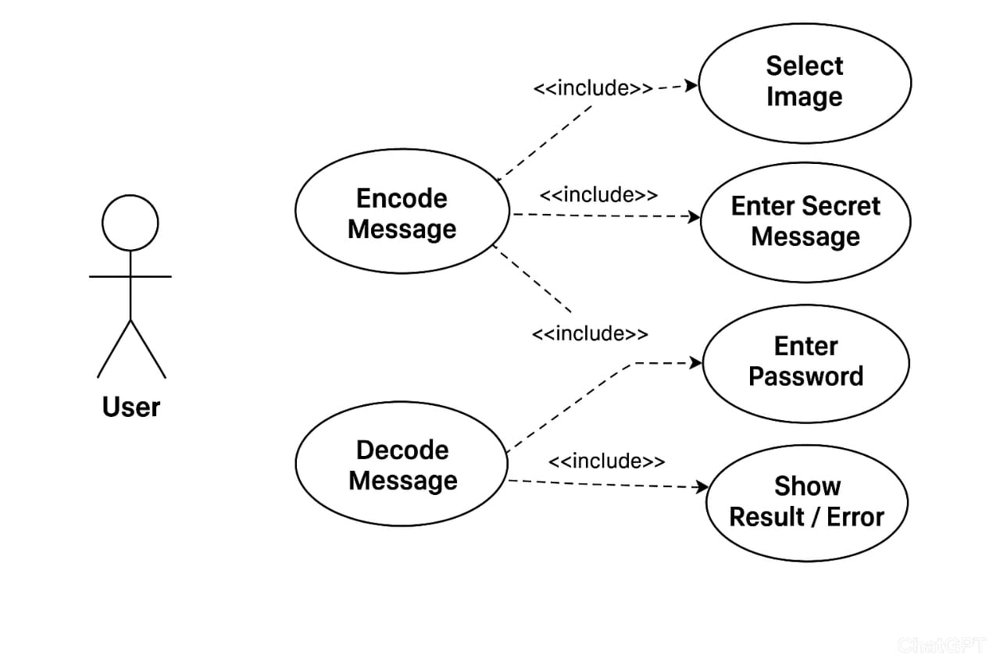 <<include>>
Select
Image
Encode
Message
<<include>>
Enter Secret
Message
<<include>>
Enter
Password
User
Decode
Message
<<include>>
Show
Result / Error
ChatGPT